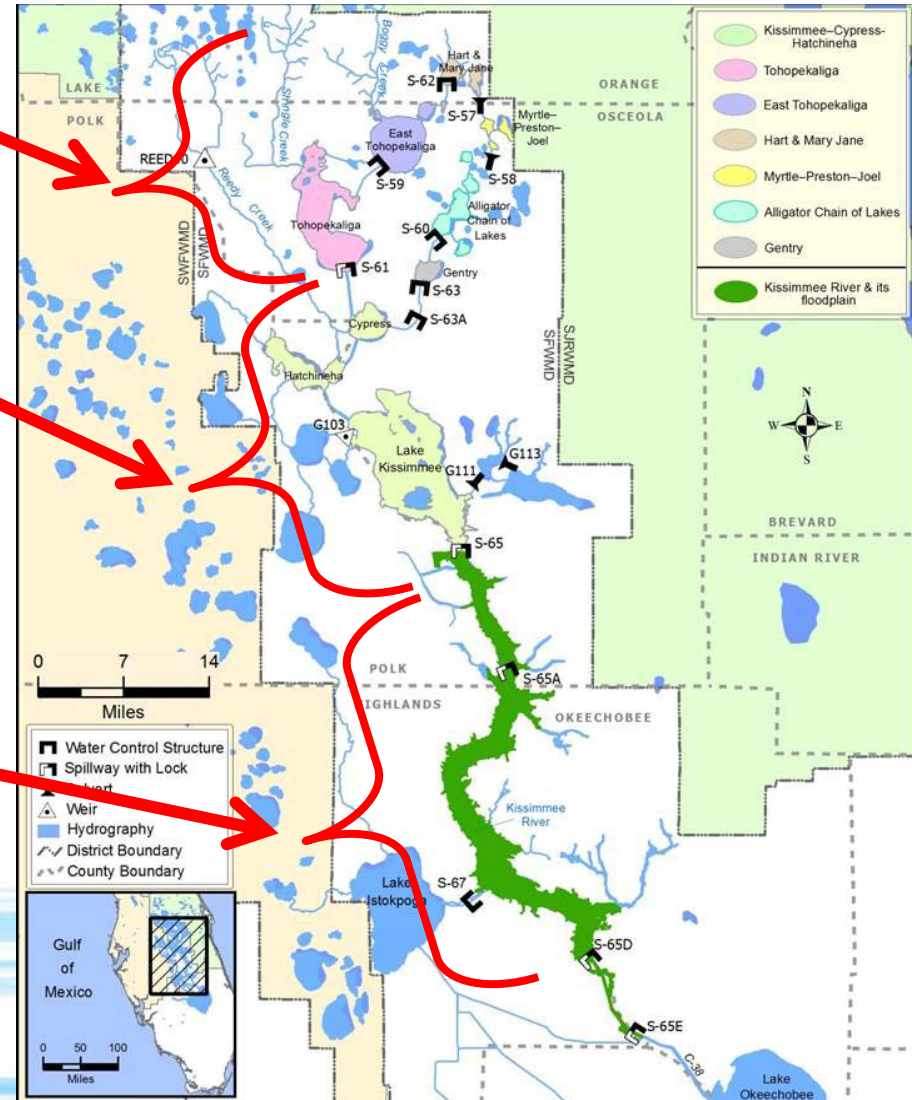 LAKE
POLK
Shingle Creek
Boggy Creek
Hart &
Mary Jane
S-62
ORANGE
OSCEOLA
S-57
Myrtle–
Preston–
Joel
East
Tohopekaliga
S-59
S-58
Reedy Creek
Tohopekaliga
Alligator
Chain of
Lakes
S-60
SWFWMD
SFWMD
S-61
Gentry
S-63
S-63A
Cypress
SFWMD
SJRWMD
Hatchineha
G103
Lake
Kissimmee
G111
G113
S-65
BREVARD
INDIAN RIVER
POLK
S-65A
OKEECHOBEE
Kissimmee
River
S-67
Lake
S-65D
S-65E
C-38
Lake
Okeechobee
Kissimmee–Cypress-
Hatchineha
Tohopekaliga
East Tohopekaliga
Hart & Mary Jane
Myrtle–Preston–Joel
Alligator Chain of Lakes
Gentry
Kissimmee River & its
floodplain
N
W
E
S
0 7 14
Miles
Water Control Structure
Spillway with Lock
Weir
Hydrography
District Boundary
County Boundary
Gulf
of
Mexico
0 50 100
Miles